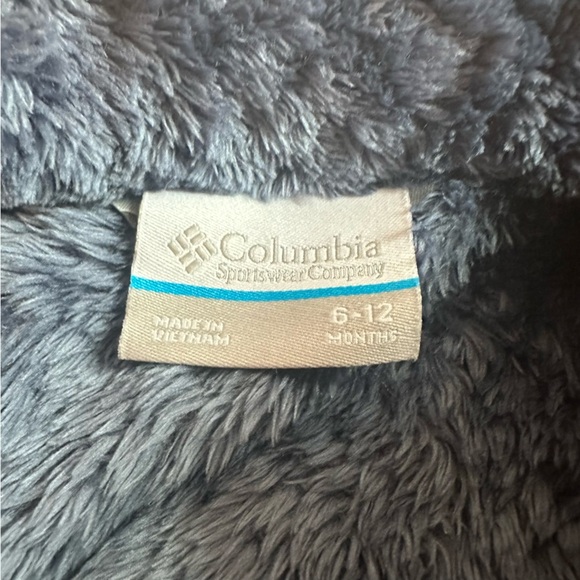 Columbia
Sportswear Company
MADE IN
VIETNAM
6-12
MONTHS